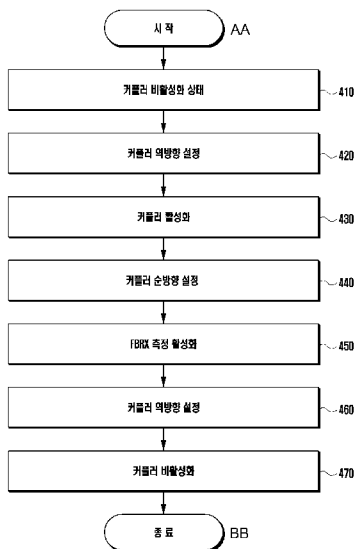 시 작 AA
커플러 비활성화 상태 410
커플러 역방향 설정 420
커플러 활성화 430
커플러 순방향 설정 440
FBRX 측정 활성화 450
커플러 역방향 설정 460
커플러 비활성화 470
종 료 BB